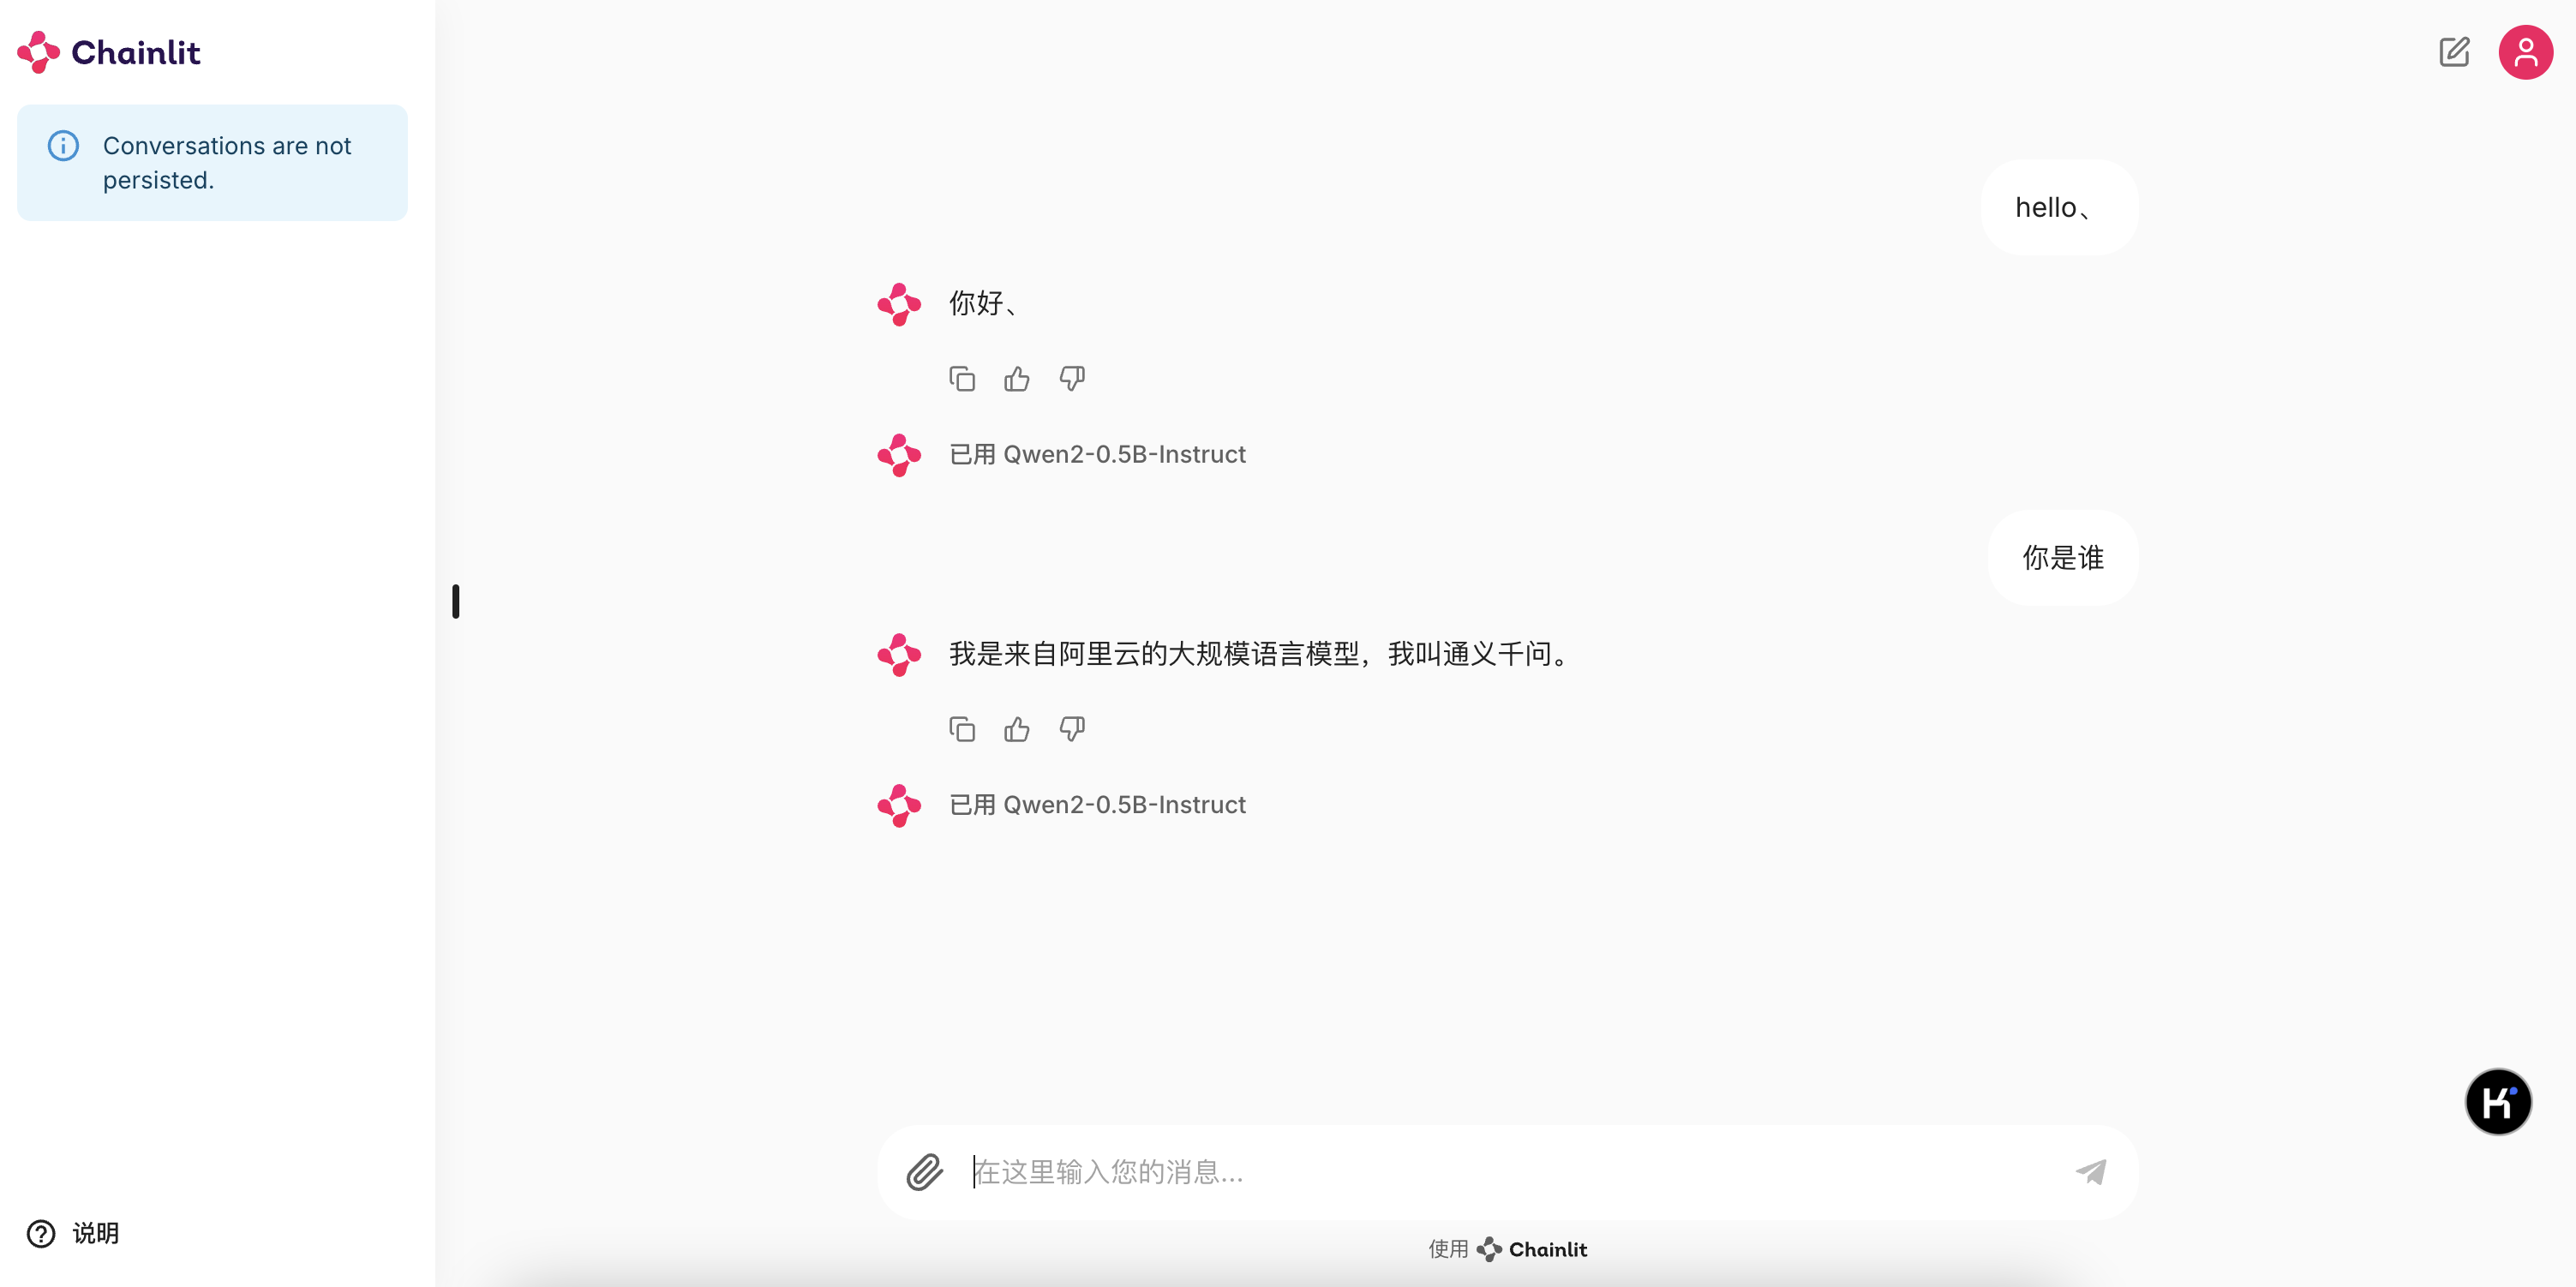 Chainlit
Conversations are not
persisted.
hello、
你好、
已用 Qwen2-0.5B-Instruct
你是谁
我是来自阿里云的大规模语言模型，我叫通义千问。
已用 Qwen2-0.5B-Instruct
在这里输入您的消息...
说明
使用 Chainlit